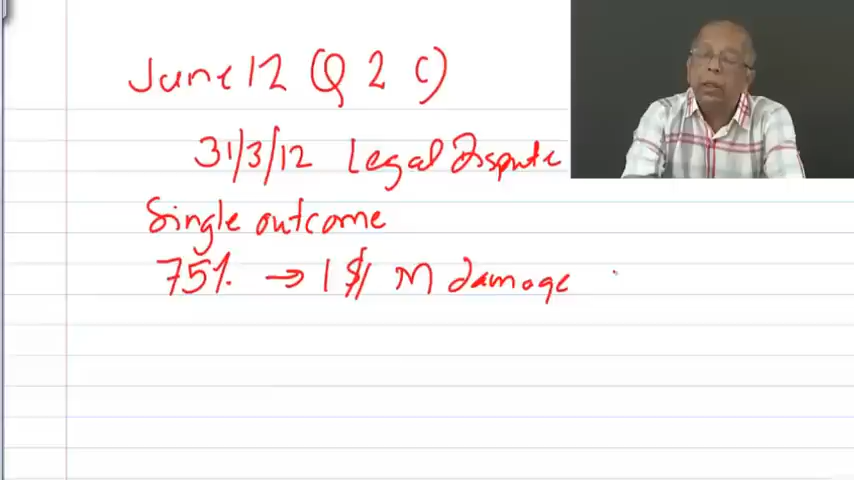 June 12 (Q 2 c)
31/3/12 Legal Dispute
Single outcome
75% → 1 $ M damage